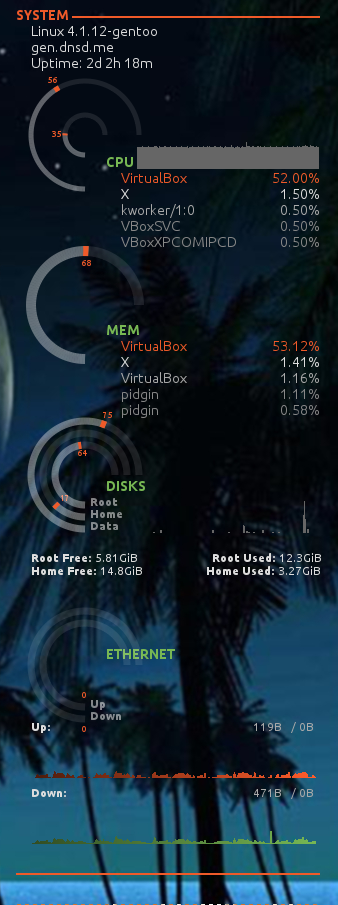 SYSTEM
Linux 4.1.12-gentoo
gen.dnsd.me
Uptime: 2d 2h 18m
56
35
CPU
VirtualBox 52.00%
X 1.50%
kworker/1:0 0.50%
VBoxSVC 0.50%
VBoxXPCOMIPCD 0.50%
68
MEM
VirtualBox 53.12%
X 1.41%
VirtualBox 1.16%
pidgin 1.11%
pidgin 0.58%
75
64
DISKS
17
Root
Home
Data
Root Free: 5.81GiB Root Used: 12.3GiB
Home Free: 14.8GiB Home Used: 3.27GiB
ETHERNET
0
Up
Down
0
Up: 119B / 0B
Down: 471B / 0B